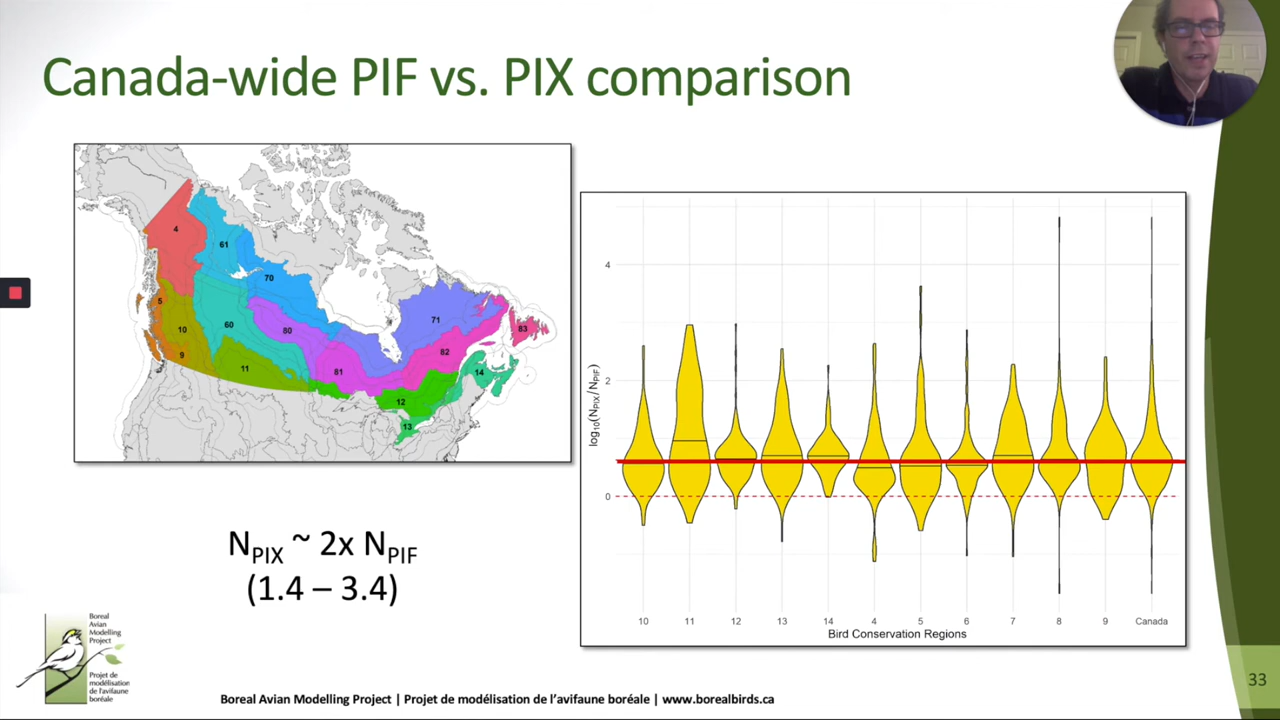 Canada-wide PIF vs. PIX comparison
4
61
70
5
10
60
80
71
83
9
11
81
82
14
12
13
log10(NPIX/NPIF)
4
2
0
10 11 12 13 14 4 5 6 7 8 9 Canada
Bird Conservation Regions
NPIX ~ 2x NPIF
(1.4 – 3.4)
Boreal
Avian
Modelling
Project
Projet de
modélisation
de l'avifaune
boréale
Boreal Avian Modelling Project | Projet de modélisation de l'avifaune boréale | www.borealbirds.ca
33